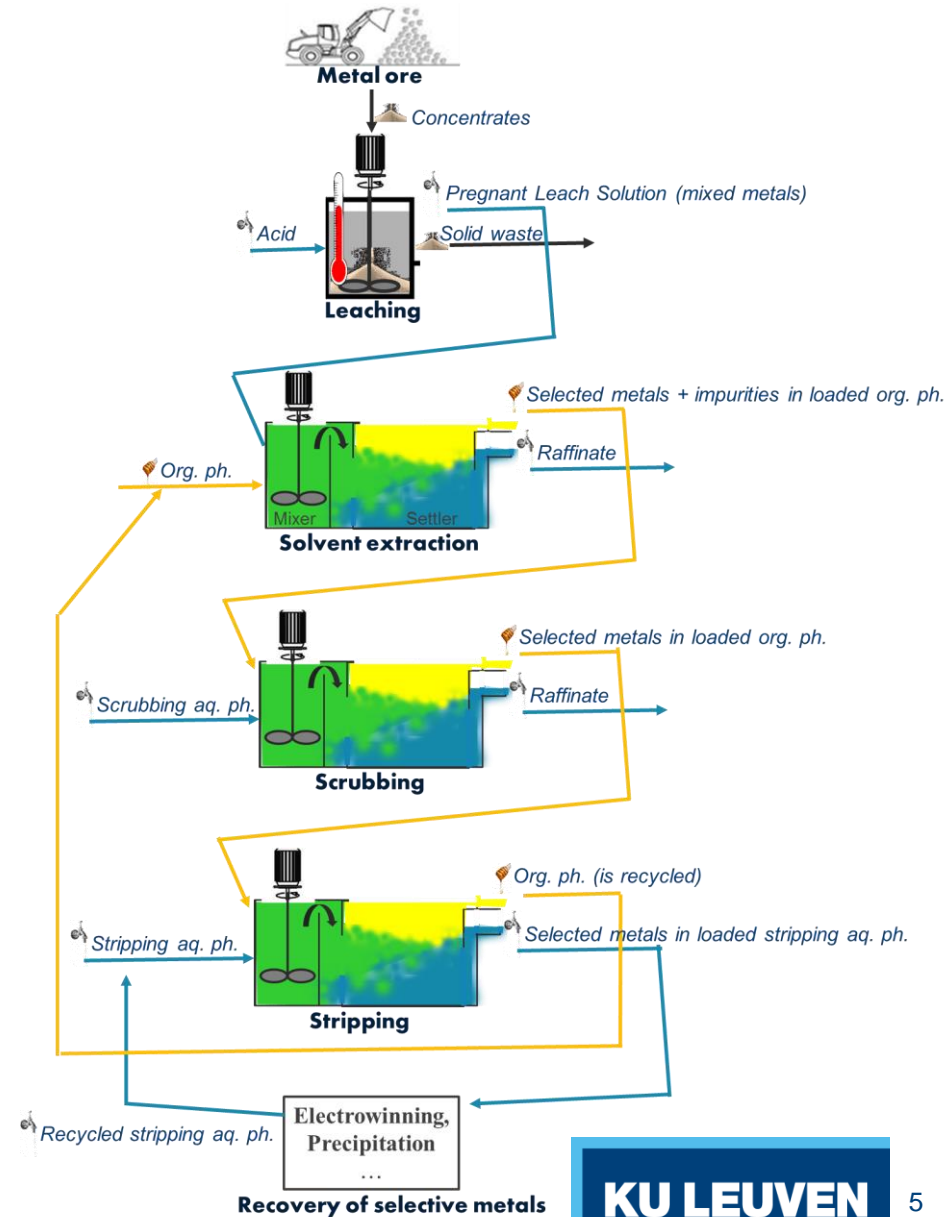 Metal ore
Concentrates
Pregnant Leach Solution (mixed metals)
Acid
Solid waste
Leaching
Selected metals + impurities in loaded org. ph.
Raffinate
Org. ph.
Mixer
Settler
Solvent extraction
Selected metals in loaded org. ph.
Raffinate
Scrubbing aq. ph.
Scrubbing
Org. ph. (is recycled)
Selected metals in loaded stripping aq. ph.
Stripping aq. ph.
Stripping
Electrowinning,
Precipitation
...
Recycled stripping aq. ph.
Recovery of selective metals
KU LEUVEN
5